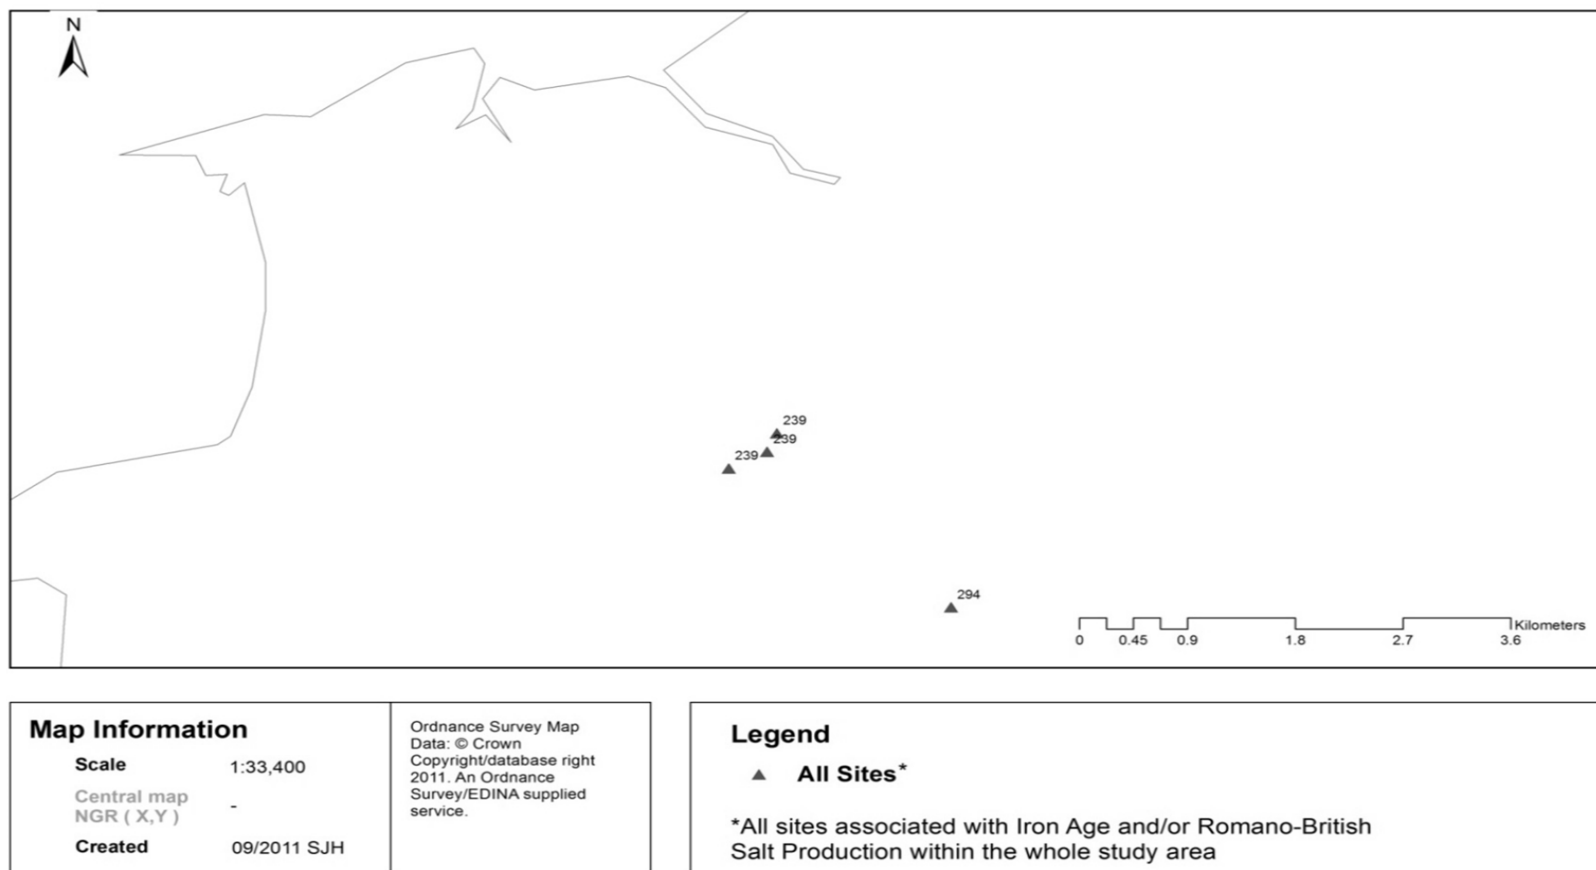 N
239
239
239
294
Kilometers
0 0.45 0.9 1.8 2.7 3.6
Map Information
Scale 1:33,400
Central map
NGR ( X,Y ) -
Created 09/2011 SJH
Ordnance Survey Map
Data: © Crown
Copyright/database right
2011. An Ordnance
Survey/EDINA supplied
service.
Legend
All Sites*
*All sites associated with Iron Age and/or Romano-British
Salt Production within the whole study area